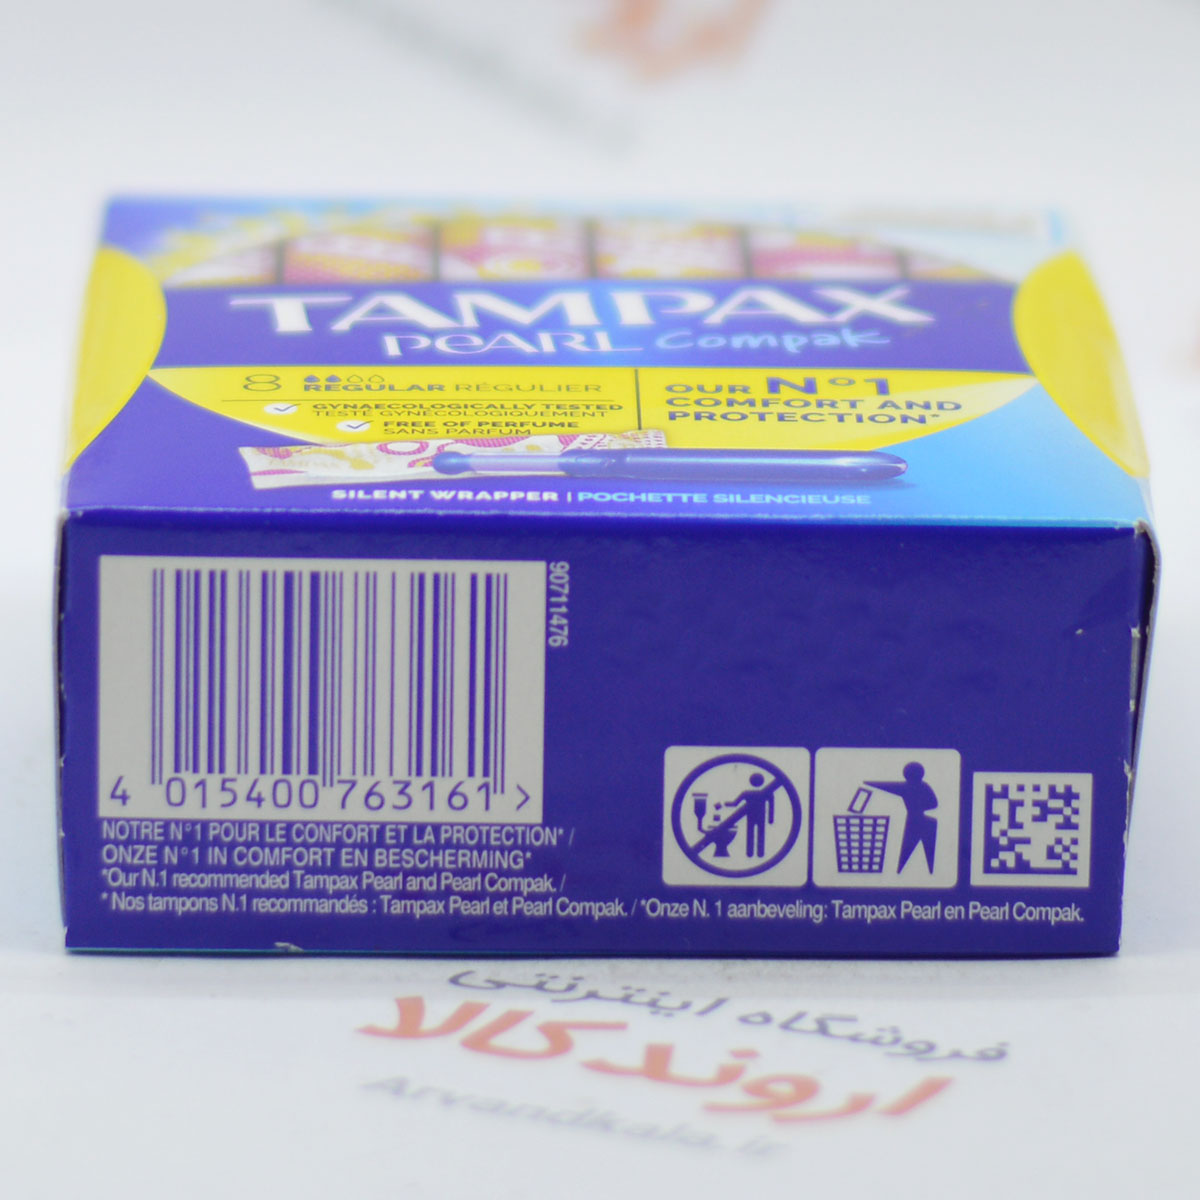 TAMPAX
PEARL Compak
8 REGULAR RÉGULIER
GYNAECOLOGICALLY TESTED
TESTÉ GYNÉCOLOGIQUEMENT
FREE OF PERFUME
SANS PARFUM
OUR N°1
COMFORT AND
PROTECTION*
TAMPAX
SILENT WRAPPER | POCHETTE SILENCIEUSE
90711476
4 015400 763161 >
NOTRE N°1 POUR LE CONFORT ET LA PROTECTION* /
ONZE N°1 IN COMFORT EN BESCHERMING*
*Our N.1 recommended Tampax Pearl and Pearl Compak. /
*Nos tampons N.1 recommandés : Tampax Pearl et Pearl Compak. / *Onze N. 1 aanbeveling: Tampax Pearl en Pearl Compak.
فروشگاه اینترنتی
اروند کالا
Arvandkala.ir